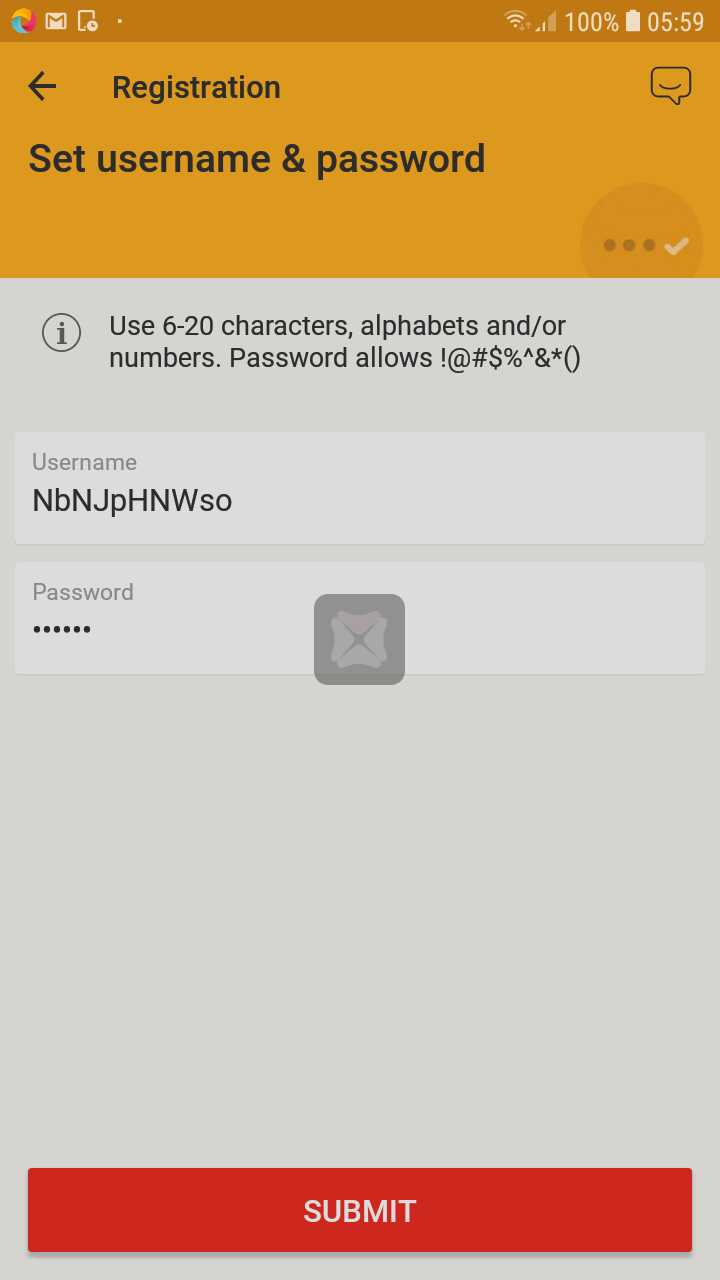 100% 05:59
Registration
Set username & password
Use 6-20 characters, alphabets and/or
numbers. Password allows !@#$%^&*()
Username
NbNJpHNWso
Password
••••••
SUBMIT